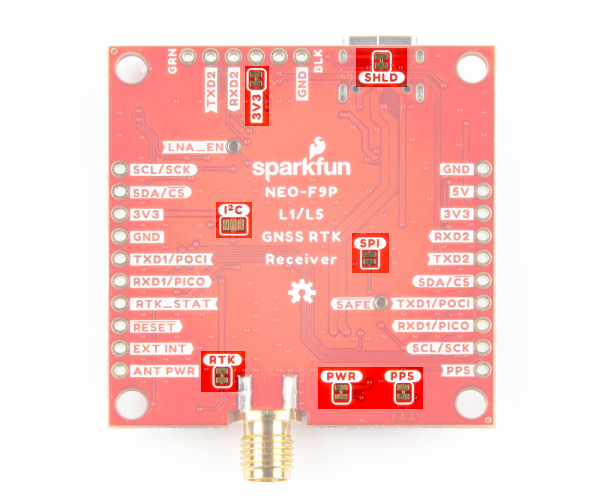 GRN
TXD2
RXD2
3V3
GND
BLK
SHLD
LNA_EN
sparkfun
NEO-F9P
L1/L5
GNSS RTK
Receiver
I²C
SPI
SAFE
RTK
PWR
PPS
SCL/SCK
SDA/CS
3V3
GND
TXD1/POCI
RXD1/PICO
RTK_STAT
RESET
EXT INT
ANT PWR
GND
5V
3V3
RXD2
TXD2
SDA/CS
TXD1/POCI
RXD1/PICO
SCL/SCK
PPS